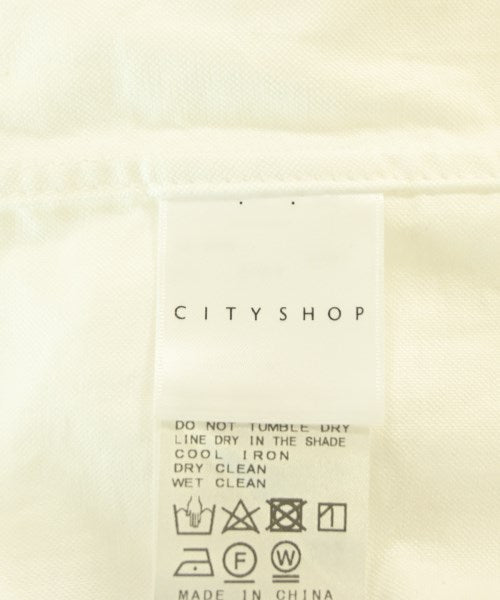 CITYSHOP
DO NOT TUMBLE DRY
LINE DRY IN THE SHADE
COOL IRON
DRY CLEAN
WET CLEAN
F W
MADE IN CHINA